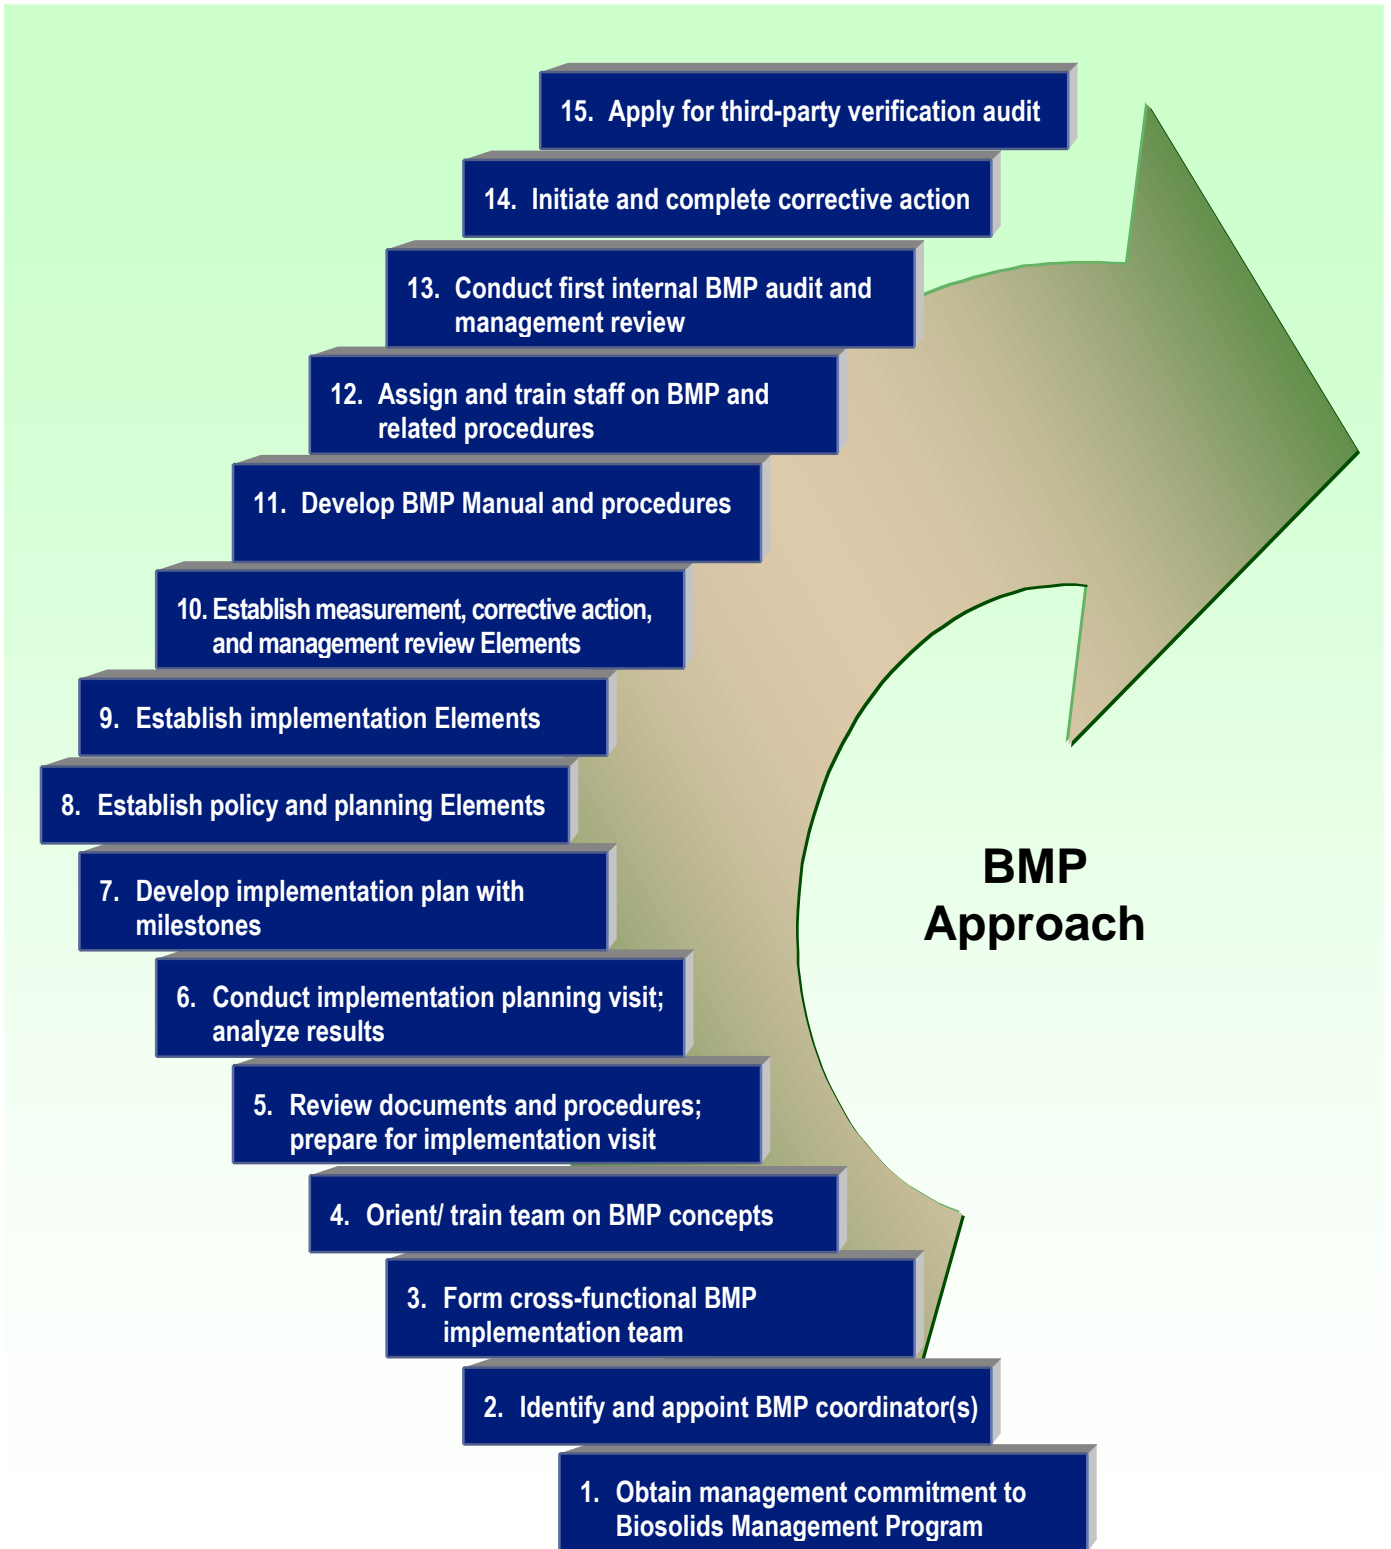 15. Apply for third-party verification audit
14. Initiate and complete corrective action
13. Conduct first internal BMP audit and
management review
12. Assign and train staff on BMP and
related procedures
11. Develop BMP Manual and procedures
10. Establish measurement, corrective action,
and management review Elements
9. Establish implementation Elements
8. Establish policy and planning Elements
7. Develop implementation plan with
milestones
6. Conduct implementation planning visit;
analyze results
5. Review documents and procedures;
prepare for implementation visit
4. Orient/ train team on BMP concepts
3. Form cross-functional BMP
implementation team
2. Identify and appoint BMP coordinator(s)
1. Obtain management commitment to
Biosolids Management Program
BMP
Approach